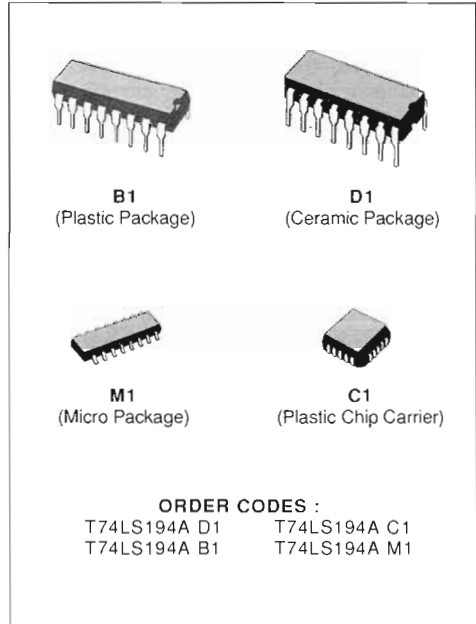 B1
(Plastic Package)
D1
(Ceramic Package)
M1
(Micro Package)
C1
(Plastic Chip Carrier)
ORDER CODES :
T74LS194A D1 T74LS194A C1
T74LS194A B1 T74LS194A M1